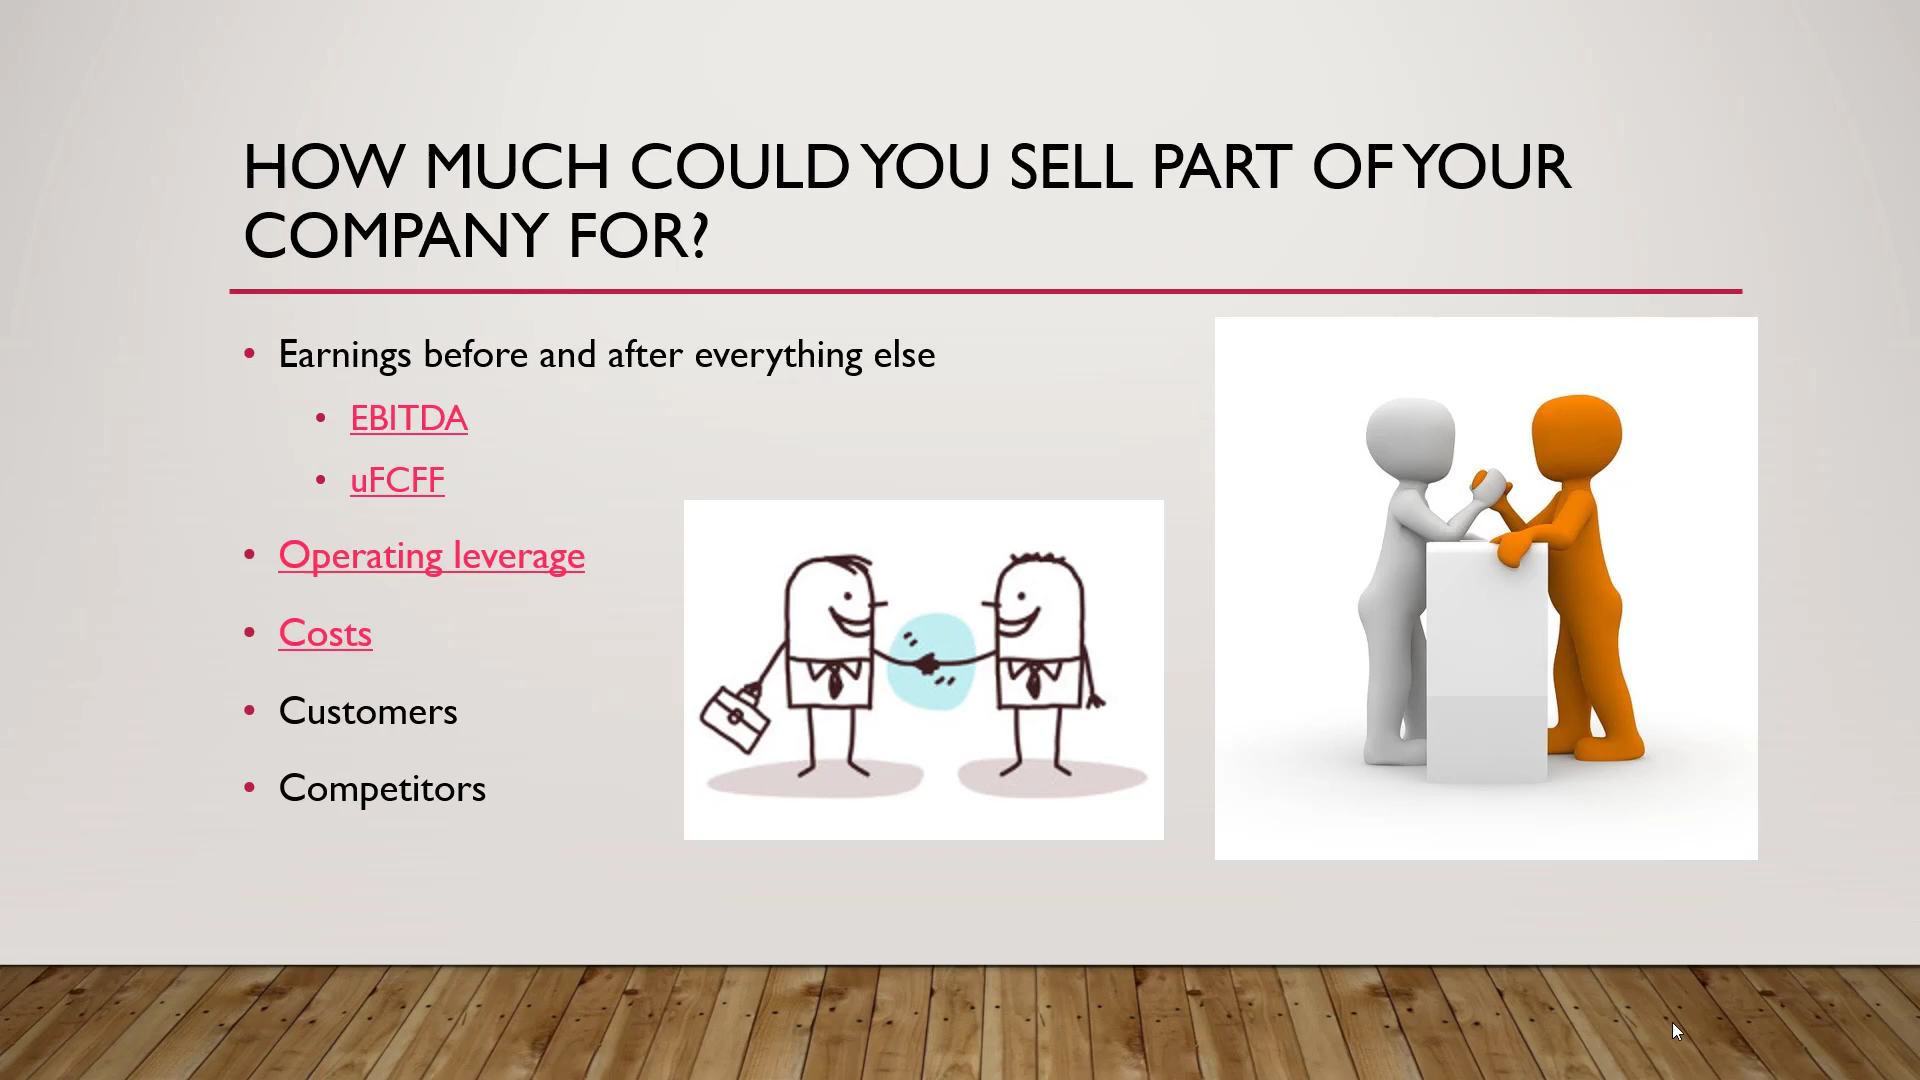 HOW MUCH COULD YOU SELL PART OF YOUR
COMPANY FOR?
Earnings before and after everything else
EBITDA
uFCFF
Operating leverage
Costs
Customers
Competitors